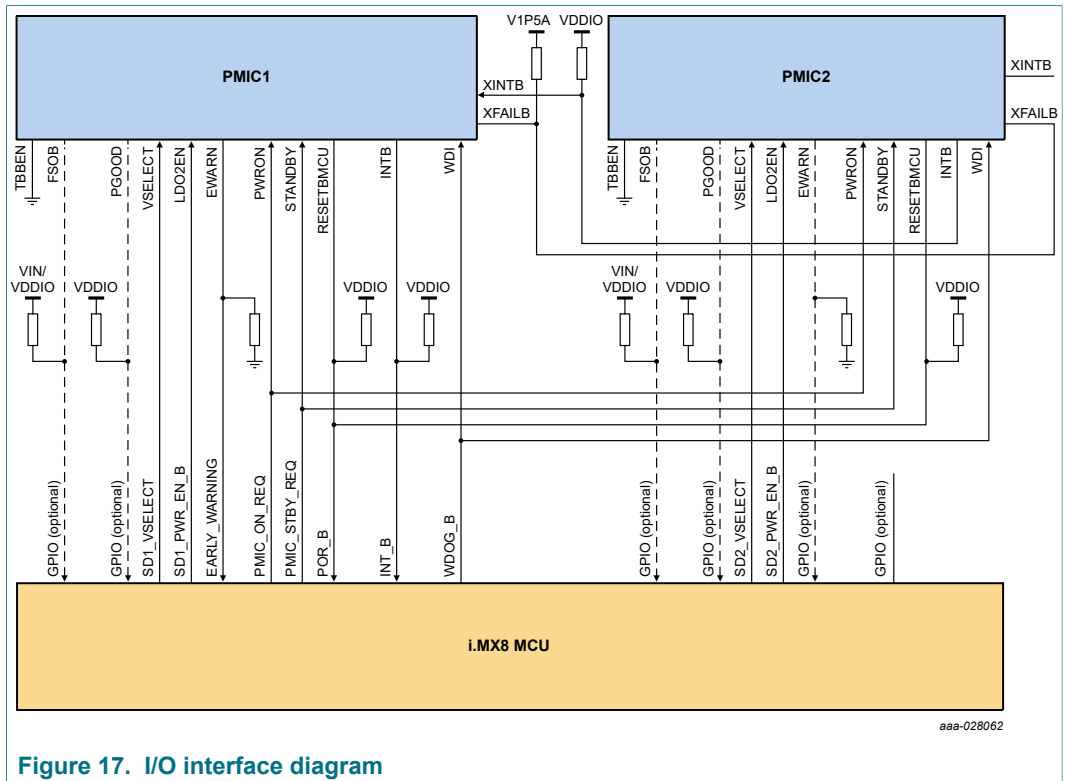 V1P5A
VDDIO
PMIC1
PMIC2
XINTB
XFAILB
XINTB
XFAILB
TBBEN
FSOB
PGOOD
VSELECT
LDO2EN
EWARN
PWRON
STANDBY
RESETBMCU
INTB
WDI
TBBEN
FSOB
PGOOD
VSELECT
LDO2EN
EWARN
PWRON
STANDBY
RESETBMCU
INTB
WDI
VIN/
VDDIO
VDDIO
VDDIO
VDDIO
VIN/
VDDIO
VDDIO
VDDIO
GPIO (optional)
GPIO (optional)
SD1_VSELECT
SD1_PWR_EN_B
EARLY_WARNING
PMIC_ON_REQ
PMIC_STBY_REQ
POR_B
INT_B
WDOG_B
GPIO (optional)
GPIO (optional)
SD2_VSELECT
SD2_PWR_EN_B
GPIO (optional)
GPIO (optional)
i.MX8 MCU
aaa-028062
Figure 17. I/O interface diagram